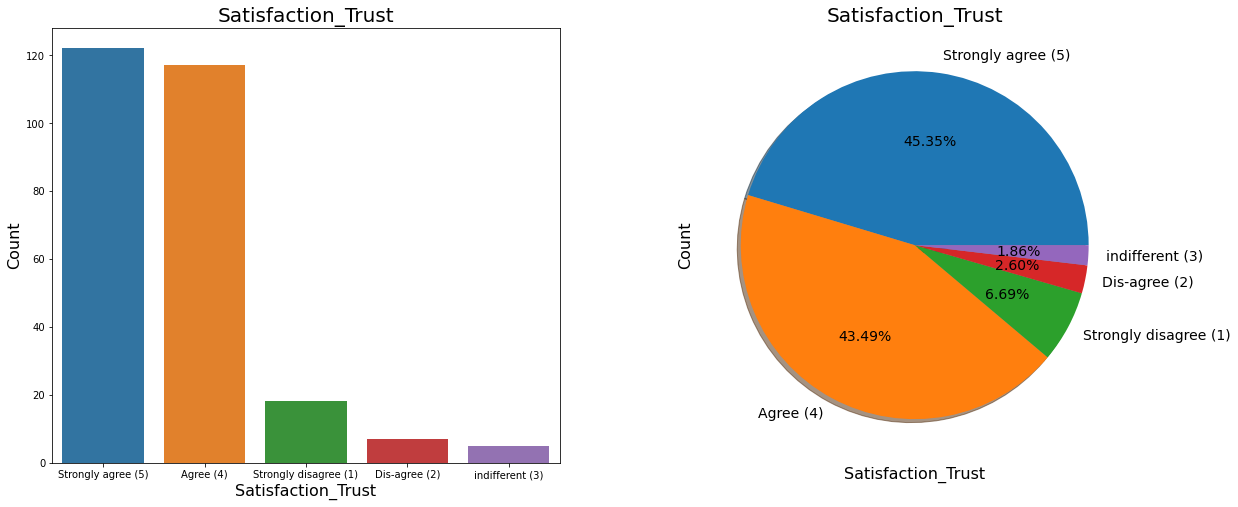 Satisfaction_Trust
120
100
80
60
40
20
0
Count
Strongly agree (5)
Agree (4)
Strongly disagree (1)
Dis-agree (2)
indifferent (3)
Satisfaction_Trust
Satisfaction_Trust
Strongly agree (5)
45.35%
Count
1.86%
indifferent (3)
2.60%
Dis-agree (2)
6.69%
Strongly disagree (1)
43.49%
Agree (4)
Satisfaction_Trust